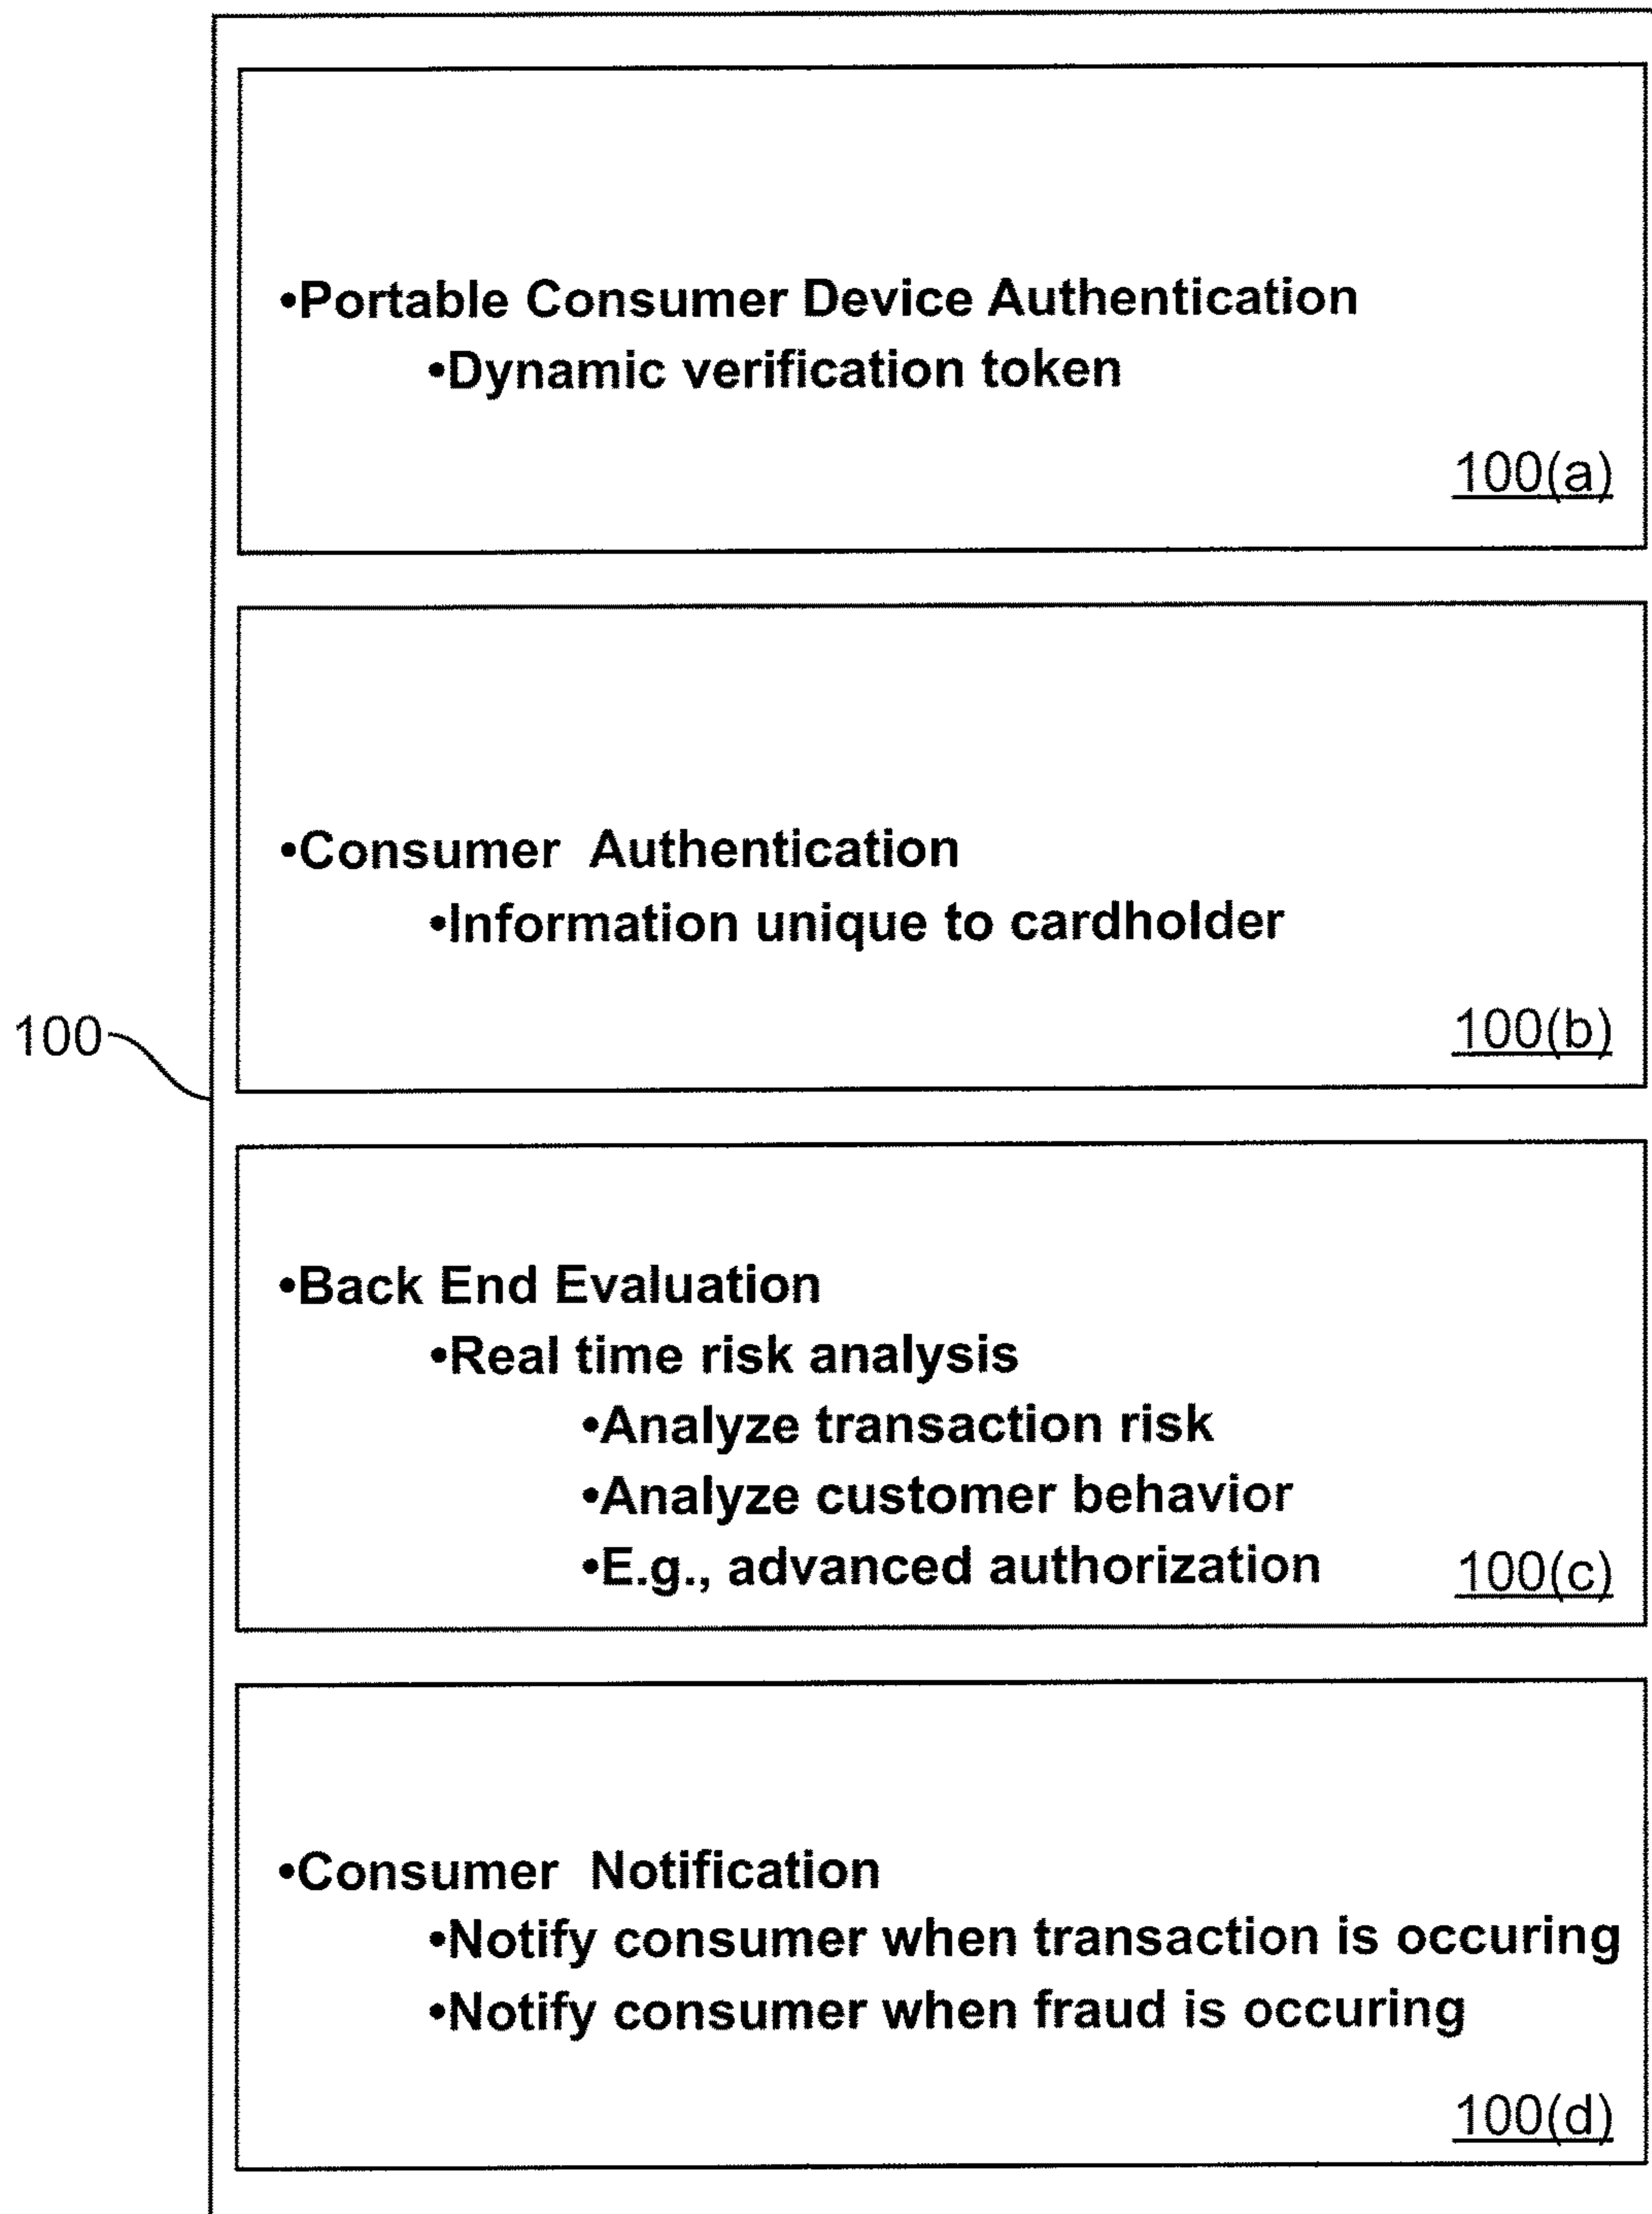 •Portable Consumer Device Authentication
•Dynamic verification token
100(a)
•Consumer Authentication
•Information unique to cardholder
100
100(b)
•Back End Evaluation
•Real time risk analysis
•Analyze transaction risk
•Analyze customer behavior
•E.g., advanced authorization
100(c)
•Consumer Notification
•Notify consumer when transaction is occuring
•Notify consumer when fraud is occuring
100(d)